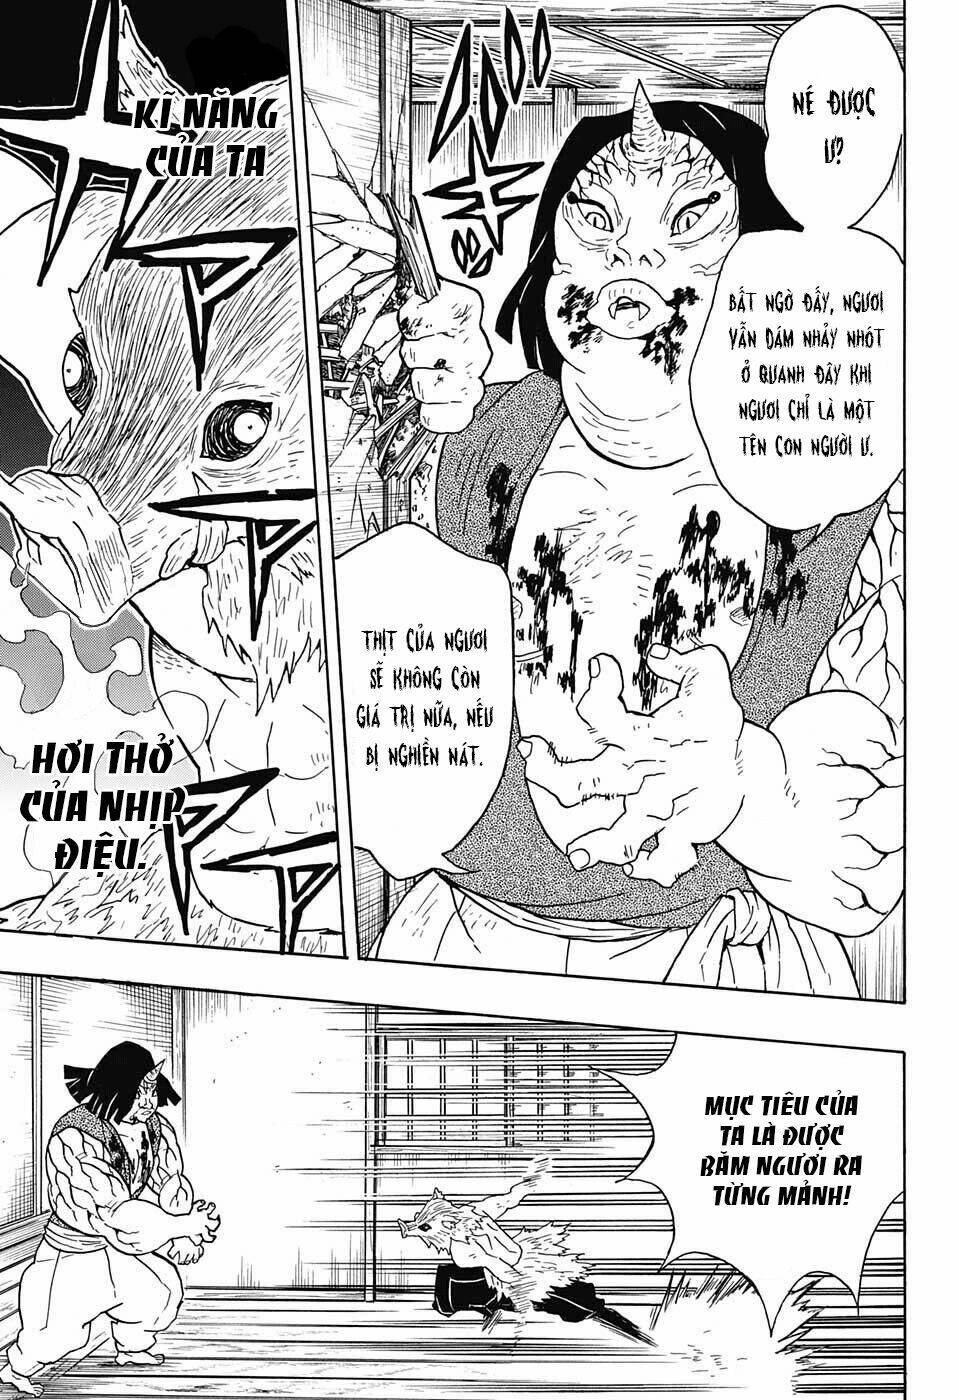 NÉ ĐƯỢC
Ư?
BẤT NGỜ ĐẤY, NGƯƠI
VẪN DÁM NHẢY NHÓT
Ở QUANH ĐÂY KHI
NGƯƠI CHỈ LÀ MỘT
TÊN CON NGƯỜI Ư.
THỊT CỦA NGƯƠI
SẼ KHÔNG CÒN
GIÁ TRỊ NỮA, NẾU
BỊ NGHIỀN NÁT.
KĨ NĂNG
CỦA TA
HƠI THỞ
CỦA NHỊP
ĐIỆU.
MỤC TIÊU CỦA
TA LÀ ĐƯỢC
BĂM NGƯƠI RA
TỪNG MẢNH!